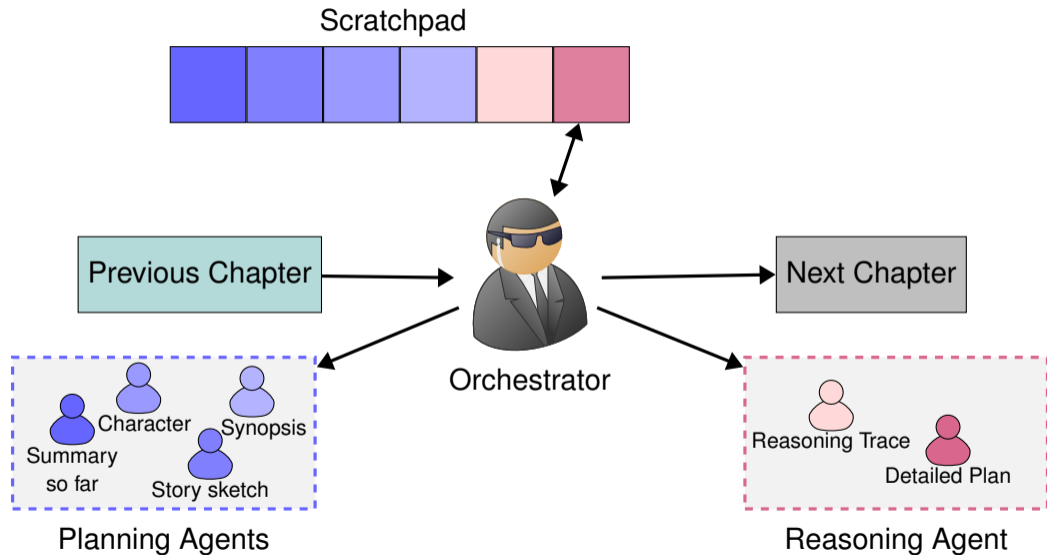 Scratchpad
Previous Chapter
Next Chapter
Orchestrator
Character
Synopsis
Summary
so far
Story sketch
Reasoning Trace
Detailed Plan
Planning Agents
Reasoning Agent